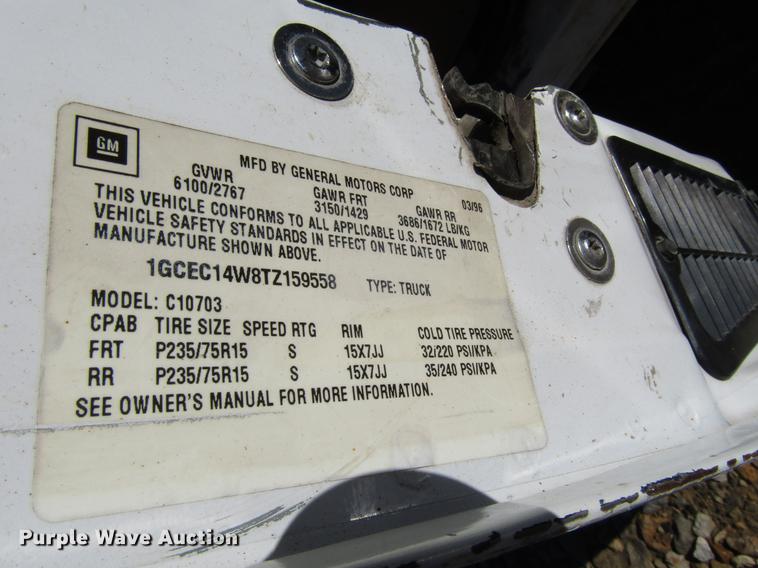 GM
MFD BY GENERAL MOTORS CORP 03/96
GVWR GAWR FRT GAWR RR
6100/2767 3150/1429 3686/1672 LB/KG
THIS VEHICLE CONFORMS TO ALL APPLICABLE U.S. FEDERAL MOTOR
VEHICLE SAFETY STANDARDS IN EFFECT ON THE DATE OF
MANUFACTURE SHOWN ABOVE.
1GCEC14W8TZ159558 TYPE: TRUCK
MODEL: C10703
CPAB TIRE SIZE SPEED RTG RIM COLD TIRE PRESSURE
FRT P235/75R15 S 15X7JJ 32/220 PSI/KPA
RR P235/75R15 S 15X7JJ 35/240 PSI/KPA
SEE OWNER'S MANUAL FOR MORE INFORMATION.
Purple Wave Auction